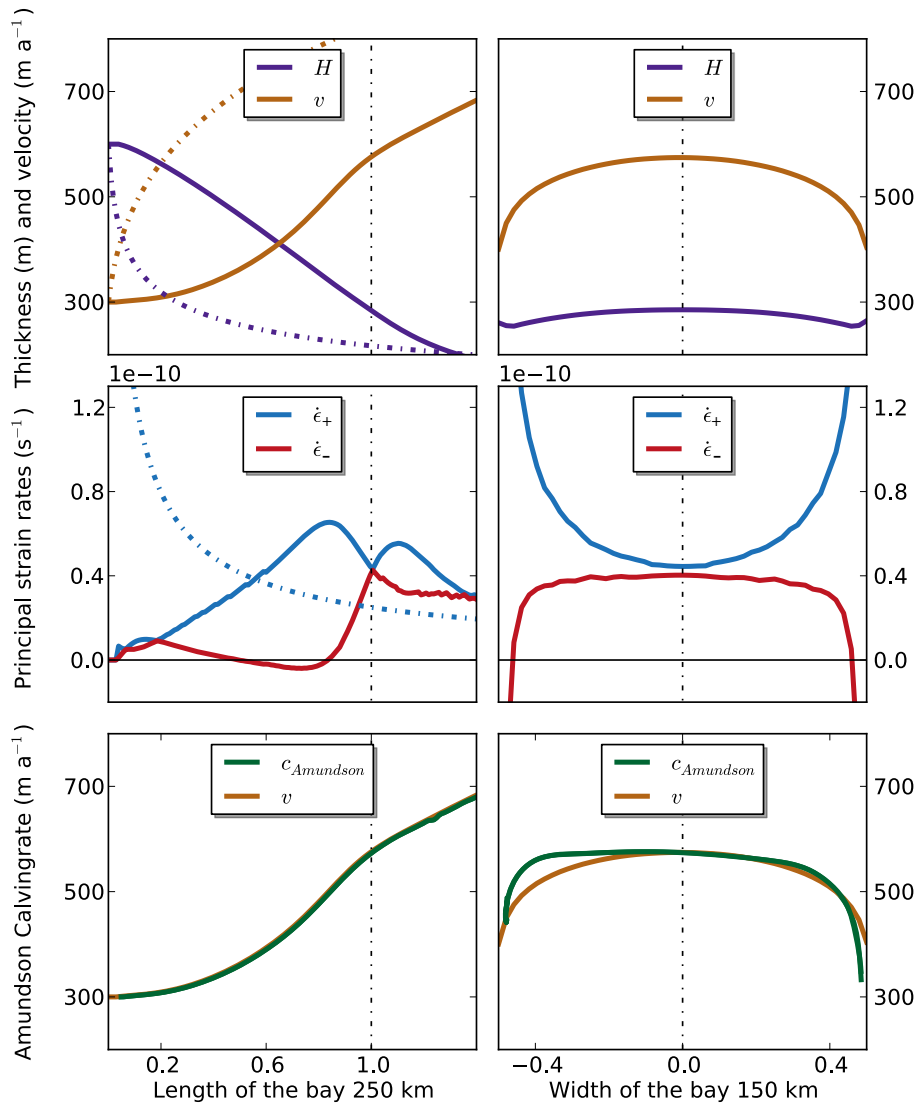 Thickness (m) and velocity (m a⁻¹)
H
v
700
500
300
H
v
700
500
300
Principal strain rates (s⁻¹)
1e−10
ε̇₊
ε̇₋
1.2
0.8
0.4
0.0
1e−10
ε̇₊
ε̇₋
1.2
0.8
0.4
0.0
Amundson Calvingrate (m a⁻¹)
c_Amundson
v
700
500
300
0.2
0.6
1.0
Length of the bay 250 km
c_Amundson
v
700
500
300
−0.4
0.0
0.4
Width of the bay 150 km